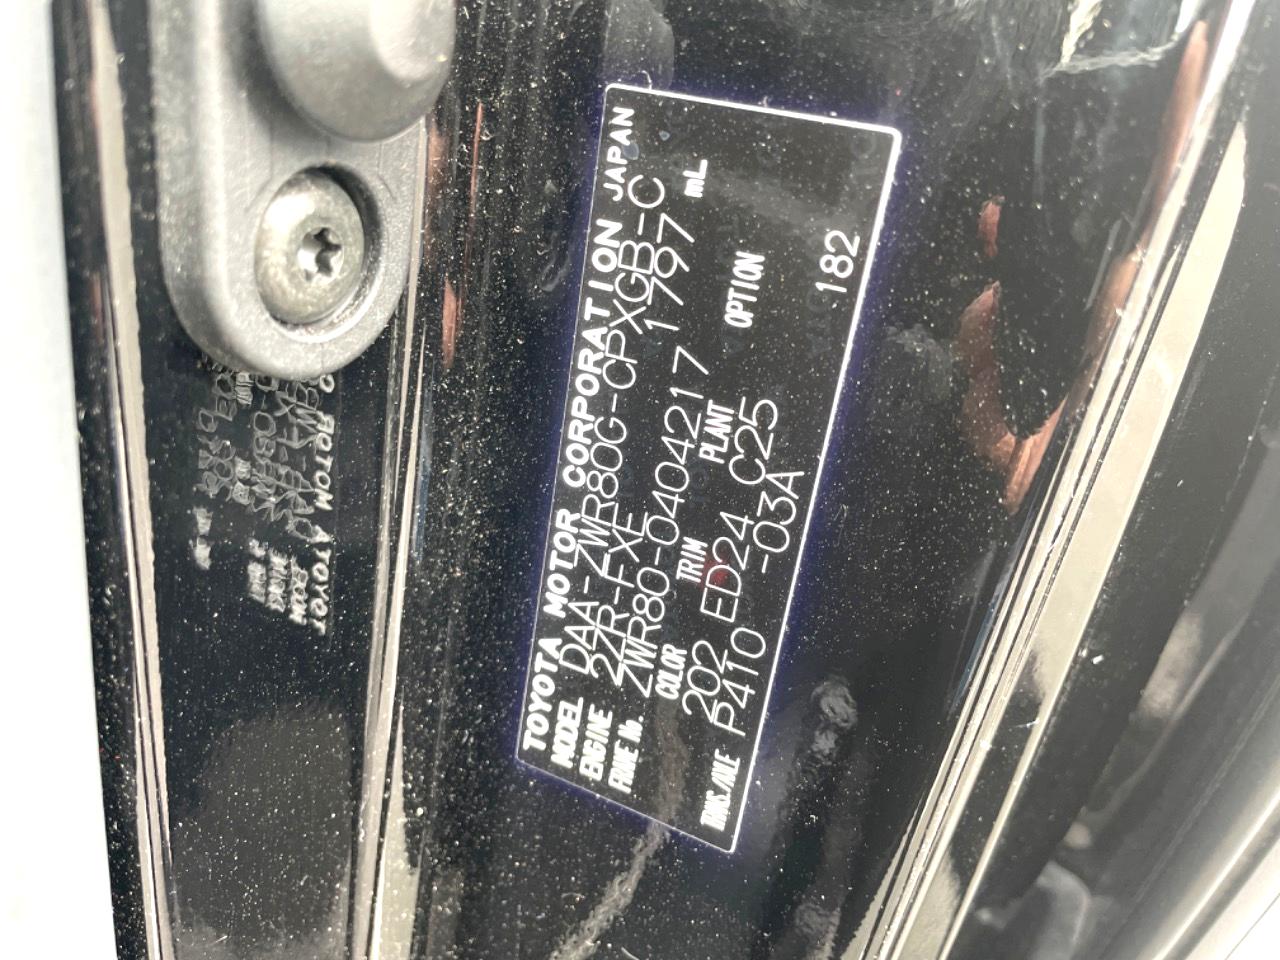 TOYOTA MOTOR CORPORATION JAPAN
MODEL DAA-ZWR80G-CPXGB-C
ENGINE 2ZR-FXE 1797 mL
FRAME No. ZWR80-0404217
COLOR TRIM PLANT OPTION
202 ED24 C25
TRANS./AXLE P410 -03A 182